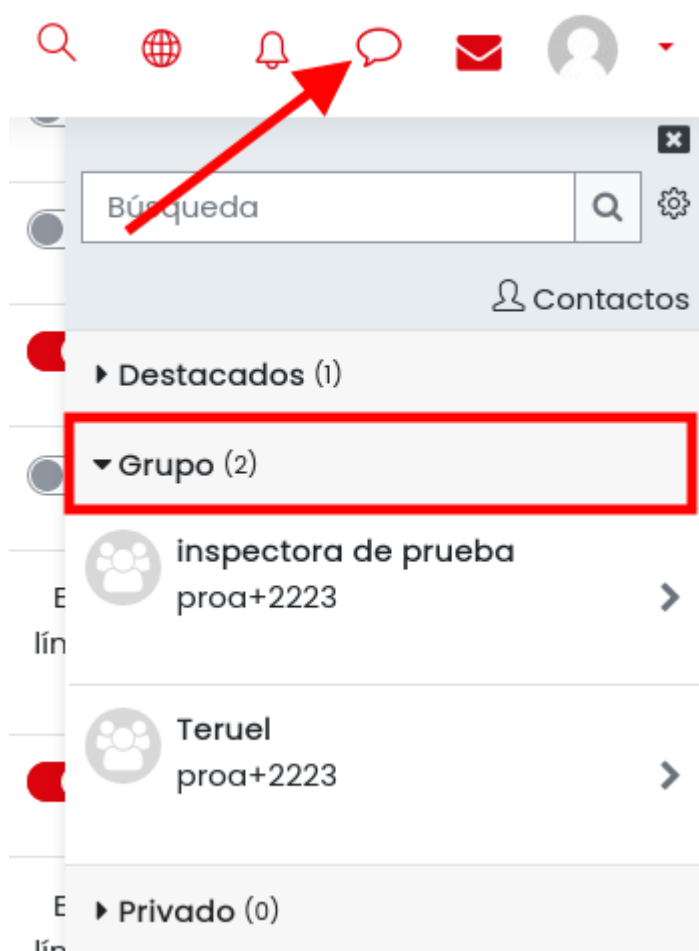 Búsqueda
Contactos
Destacados (1)
Grupo (2)
inspectora de prueba
proa+2223
Teruel
proa+2223
Privado (0)